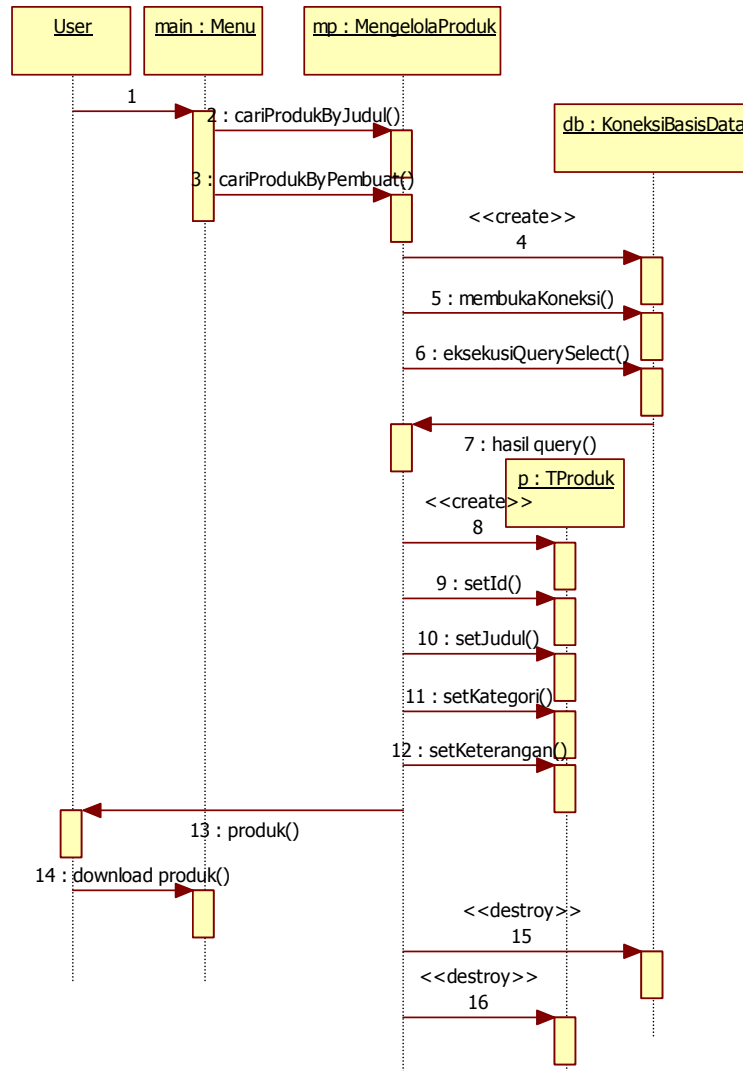 User
main : Menu
mp : MengelolaProduk
1
2 : cariProdukByJudul()
db : KoneksiBasisData
3 : cariProdukByPembuat()
<<create>>
4
5 : membukaKoneksi()
6 : eksekusiQuerySelect()
7 : hasil query()
p : TProduk
<<create>>
8
9 : setId()
10 : setJudul()
11 : setKategori()
12 : setKeterangan()
13 : produk()
14 : download produk()
<<destroy>>
15
<<destroy>>
16